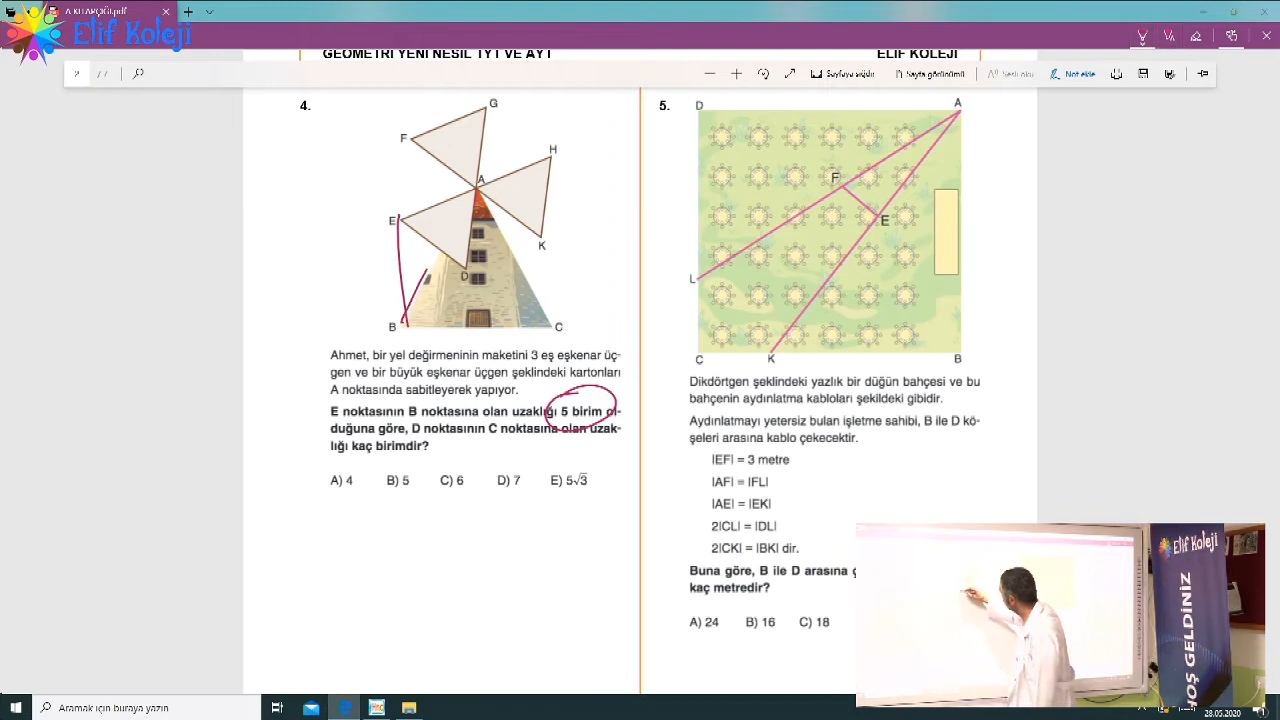 A KİTAPÇIĞI.pdf
Elif Koleji
GEOMETRİ YENİ NESİL TYT VE AYT
ELİF KOLEJİ
Sayfaya sığdır
Sayfa görünümü
Sesli oku
Not ekle
4.
G
F
H
A
E
K
D
B
C
Ahmet, bir yel değirmeninin maketini 3 eş eşkenar üç-
gen ve bir büyük eşkenar üçgen şeklindeki kartonları
A noktasında sabitleyerek yapıyor.
E noktasının B noktasına olan uzaklığı 5 birim ol-
duğuna göre, D noktasının C noktasına olan uzak-
lığı kaç birimdir?
A) 4 B) 5 C) 6 D) 7 E) 5√3
5.
D
A
F
E
L
C
K
B
Dikdörtgen şeklindeki yazlık bir düğün bahçesi ve bu
bahçenin aydınlatma kabloları şekildeki gibidir.
Aydınlatmayı yetersiz bulan işletme sahibi, B ile D kö-
şeleri arasına kablo çekecektir.
|EF| = 3 metre
|AF| = |FL|
|AE| = |EK|
2|CL| = |DL|
2|CK| = |BK| dir.
Buna göre, B ile D arasına
kaç metredir?
A) 24 B) 16 C) 18
Elif Koleji
HOŞ GELDİNİZ
Aramak için buraya yazın
28.05.2020